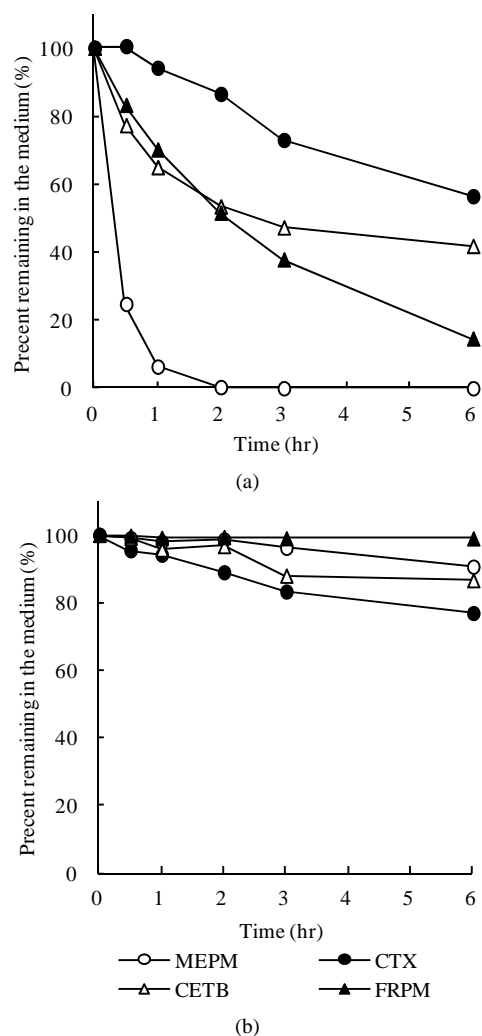 Precent remaining in the medium (%)
100
80
60
40
20
0
0 1 2 3 4 5 6
Time (hr)
(a)
Precent remaining in the medium (%)
100
80
60
40
20
0
0 1 2 3 4 5 6
Time (hr)
MEPM CTX
CETB FRPM
(b)